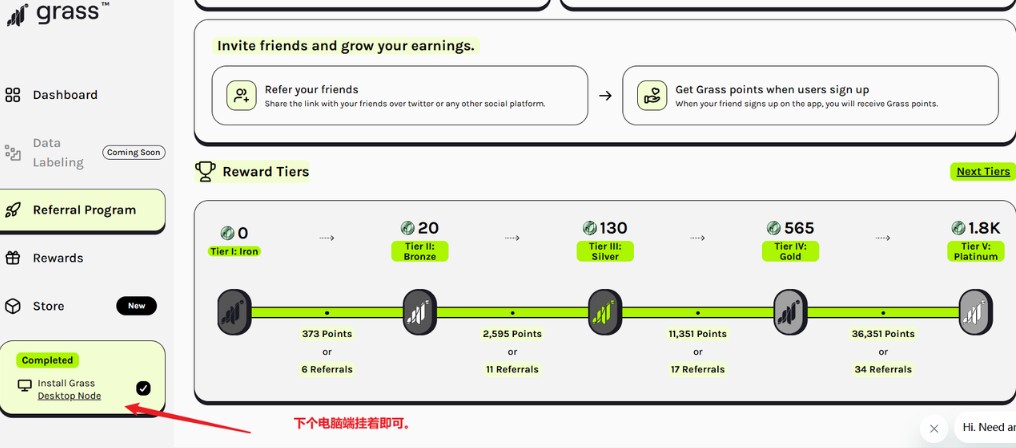 grass™
Dashboard
Data
Labeling
Coming Soon
Referral Program
Rewards
Store
New
Completed
Install Grass
Desktop Node
Invite friends and grow your earnings.
Refer your friends
Share the link with your friends over twitter or any other social platform.
Get Grass points when users sign up
When your friend signs up on the app, you will receive Grass points.
Reward Tiers
Next Tiers
0
Tier I: Iron
20
Tier II:
Bronze
130
Tier III:
Silver
565
Tier IV:
Gold
1.8K
Tier V:
Platinum
373 Points
or
6 Referrals
2,595 Points
or
11 Referrals
11,351 Points
or
17 Referrals
36,351 Points
or
34 Referrals
下个电脑端挂着即可。
Hi. Need